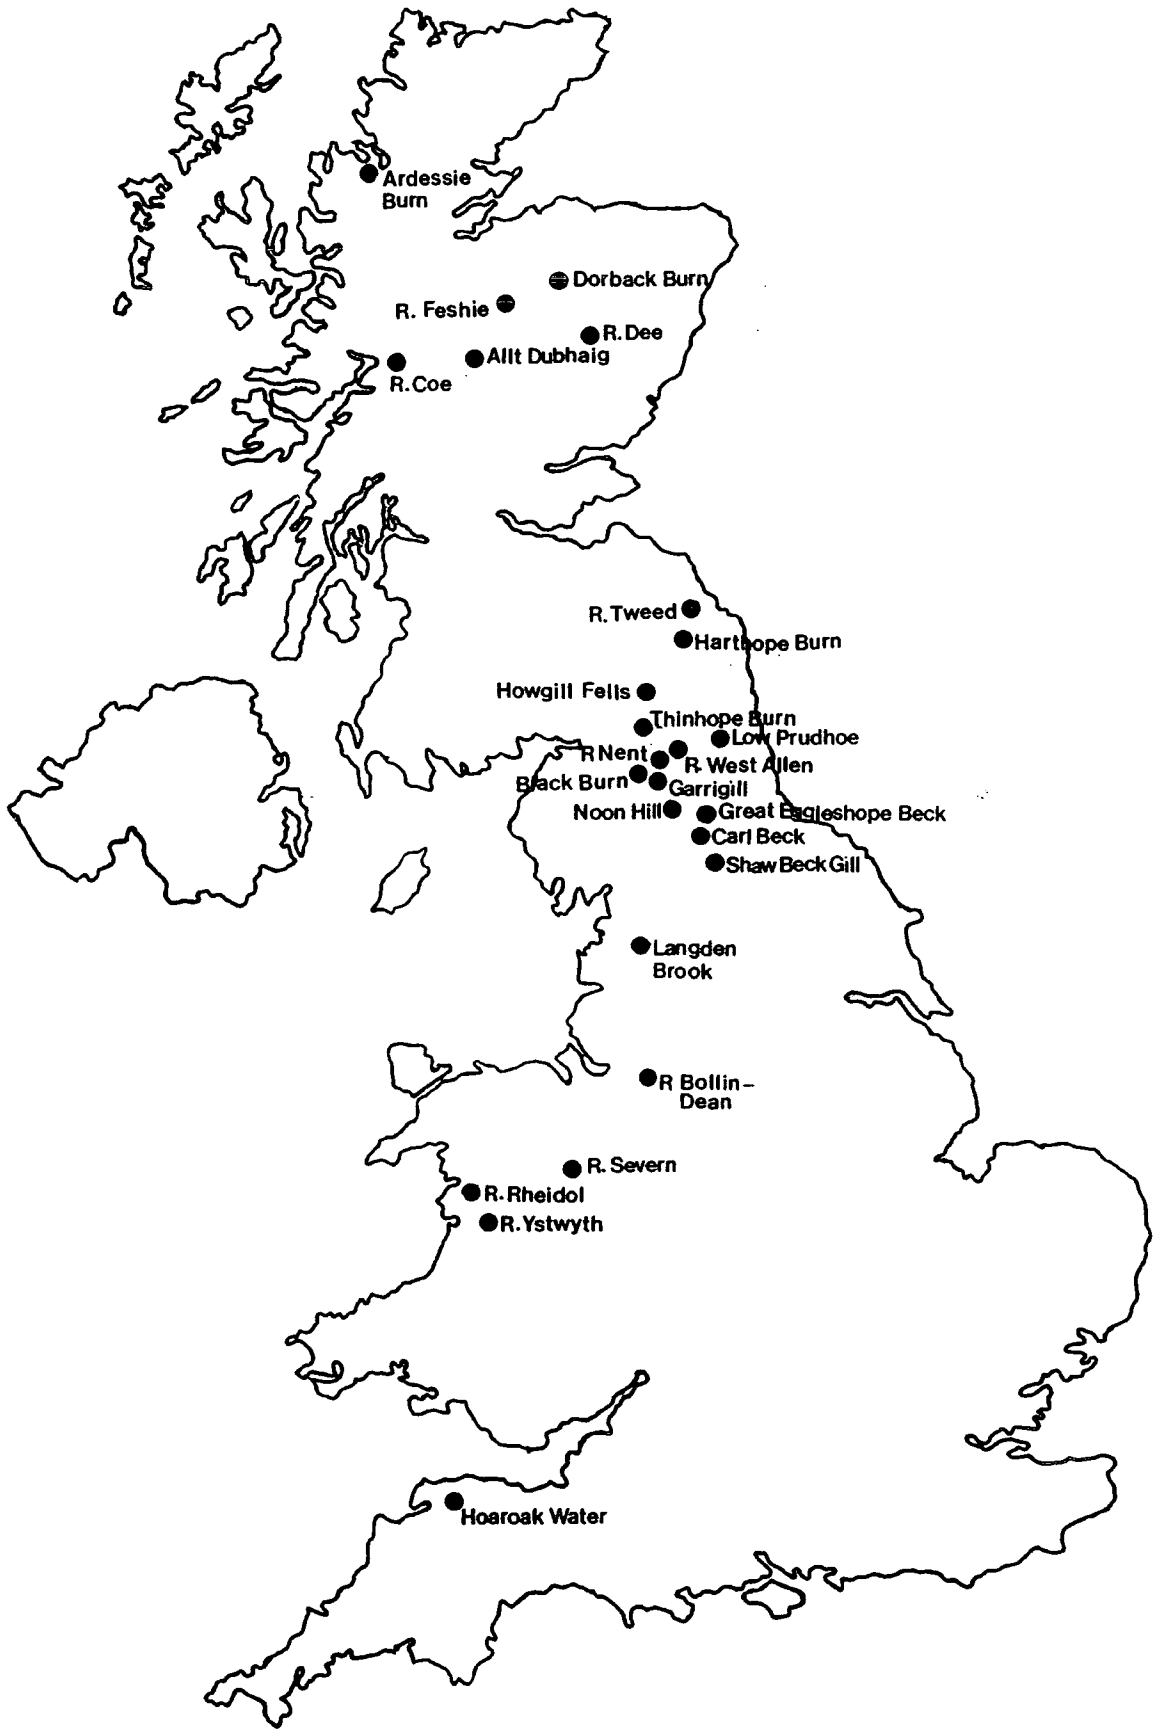 Ardessie
Burn
Dorback Burn
R. Feshie
R. Dee
Allt Dubhaig
R. Coe
R. Tweed
Harthope Burn
Howgill Fells
Thinhope Burn
Low Prudhoe
R Nent
R. West Allen
Black Burn
Garrigill
Noon Hill
Great Eggleshope Beck
Carl Beck
Shaw Beck Gill
Langden
Brook
R Bollin-
Dean
R. Severn
R. Rheidol
R. Ystwyth
Hoaroak Water